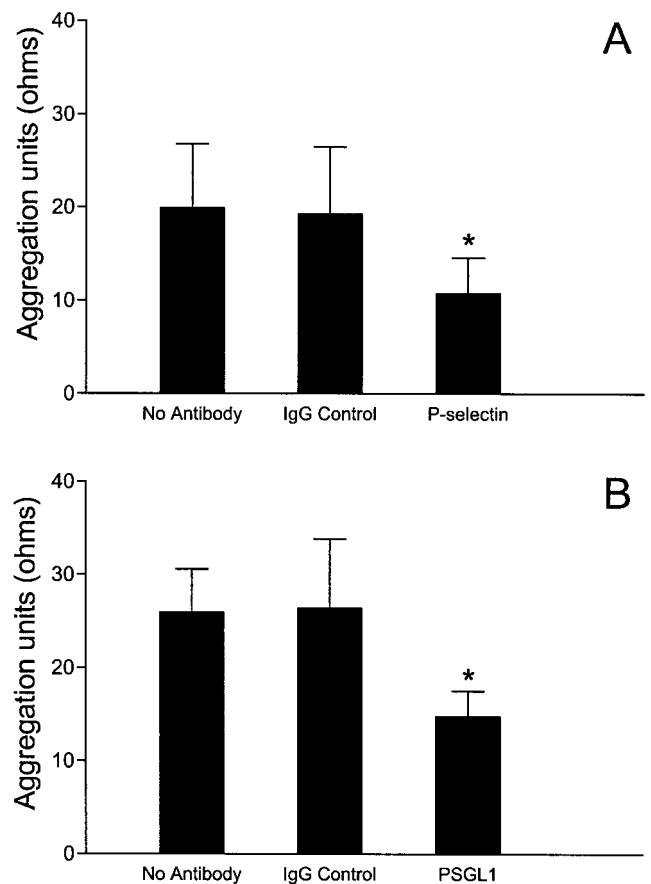 A
Aggregation units (ohms)
40
30
20
10
0
No Antibody IgG Control P-selectin
*
B
Aggregation units (ohms)
40
30
20
10
0
No Antibody IgG Control PSGL1
*